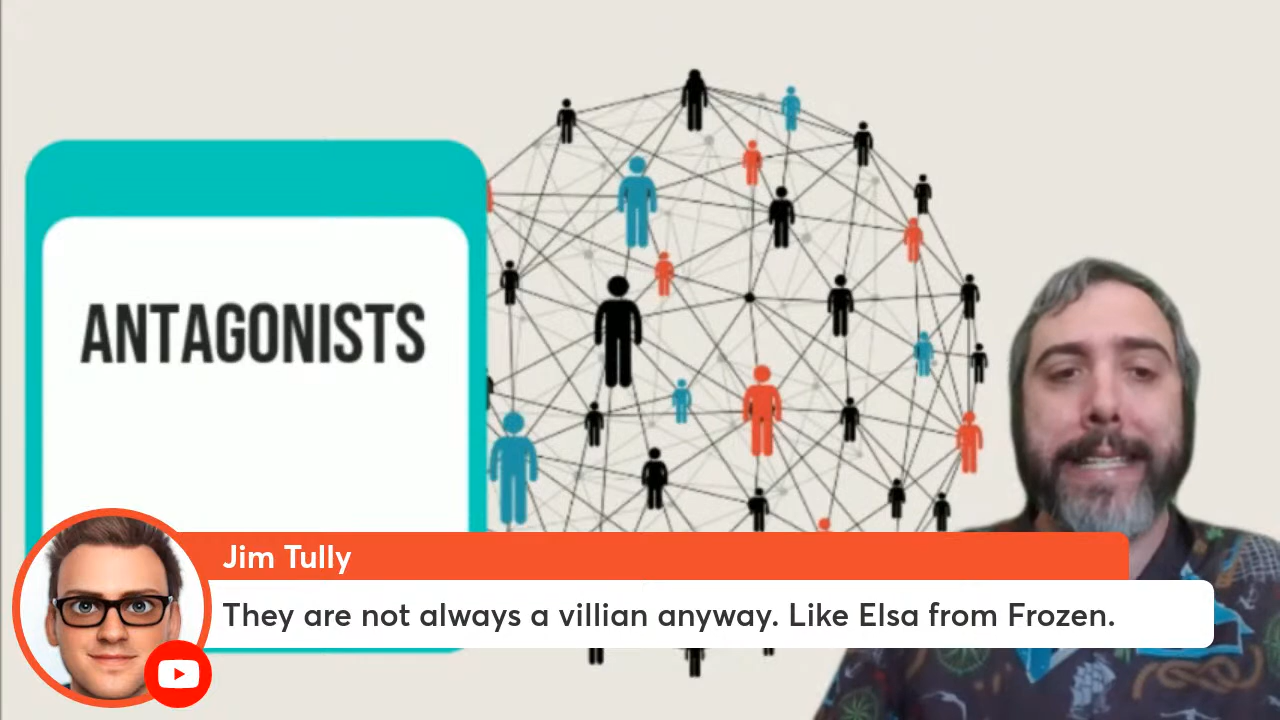 ANTAGONISTS
Jim Tully
They are not always a villian anyway. Like Elsa from Frozen.